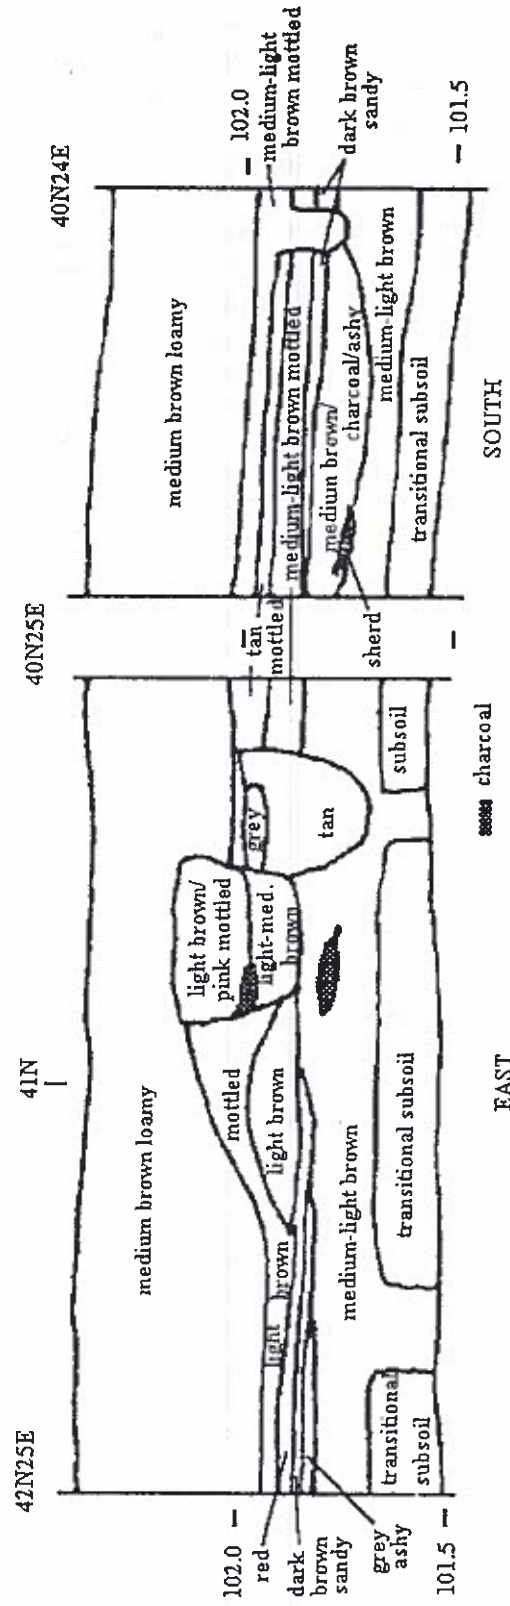 42N25E
41N
40N25E
40N24E
medium brown loamy
medium brown loamy
102.0
102.0
medium-light
brown mottled
dark brown
sandy
101.5
101.5
red
dark
brown
sandy
grey
ashy
light
brown
mottled
light brown
light brown/
pink mottled
light-med.
brown
grey
tan
tan
mottled
medium-light brown mottled
medium brown/
charcoal/ashy
medium-light brown
transitional subsoil
sherd
medium-light brown
transitional
subsoil
transitional subsoil
subsoil
charcoal
EAST
SOUTH